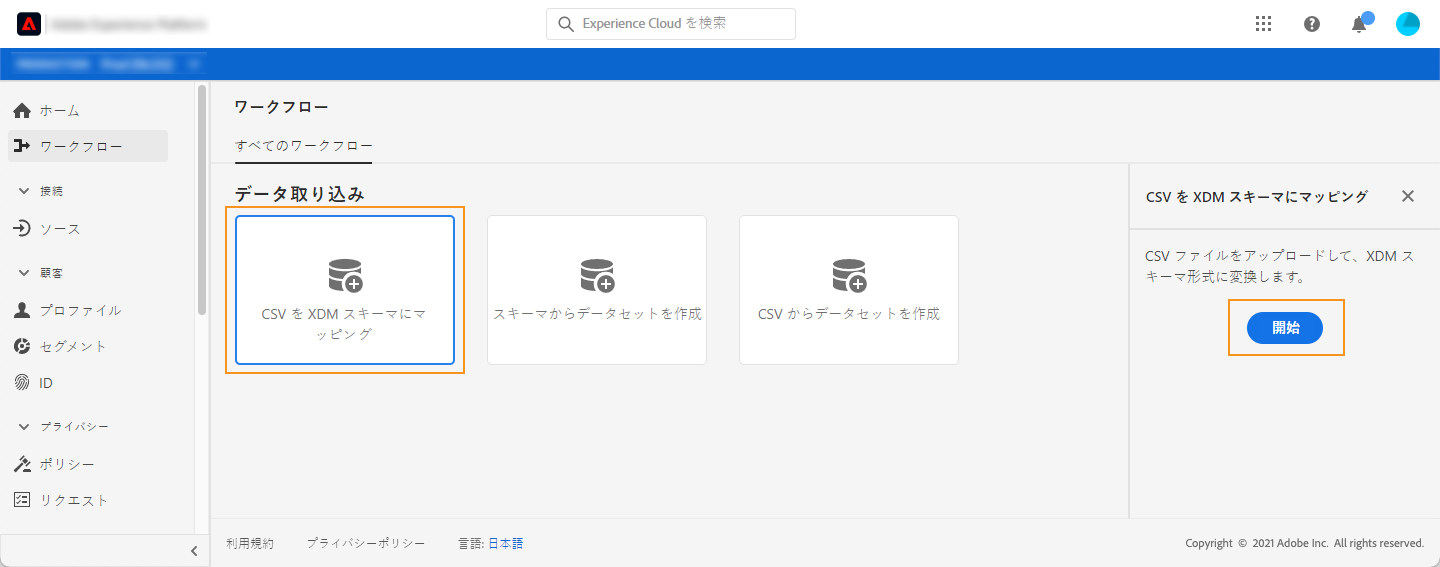 Experience Cloud を検索
ホーム
ワークフロー
接続
ソース
顧客
プロファイル
セグメント
ID
プライバシー
ポリシー
リクエスト
ワークフロー
すべてのワークフロー
データ取り込み
CSV を XDM スキーマにマ
ッピング
スキーマからデータセットを作成
CSV からデータセットを作成
CSV を XDM スキーマにマッピング
CSV ファイルをアップロードして、XDM ス
キーマ形式に変換します。
開始
利用規約 プライバシーポリシー 言語: 日本語
Copyright © 2021 Adobe Inc. All rights reserved.